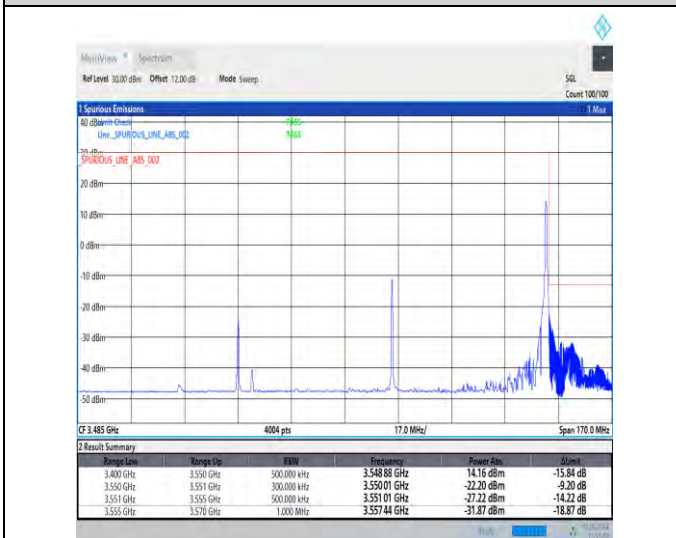 MultiView Spectrum
Ref Level 30.00 dBm Offset 12.00 dB Mode Sweep SGL
Count 100/100
1 Spurious Emissions 1 Max
40 dBm Limit Check PASS
Line _SPURIOUS_LINE_ABS_002 PASS
30 dBm
_SPURIOUS_LINE_ABS_002
20 dBm
10 dBm
0 dBm
-10 dBm
-20 dBm
-30 dBm
-40 dBm
-50 dBm
CF 3.485 GHz 4004 pts 17.0 MHz/ Span 170.0 MHz
2 Result Summary
Range Low Range Up RBW Frequency Power Abs ΔLimit
3.400 GHz 3.550 GHz 500.000 kHz 3.548 88 GHz 14.16 dBm -15.84 dB
3.550 GHz 3.551 GHz 300.000 kHz 3.550 01 GHz -22.20 dBm -9.20 dB
3.551 GHz 3.555 GHz 500.000 kHz 3.551 01 GHz -27.22 dBm -14.22 dB
3.555 GHz 3.570 GHz 1.000 MHz 3.557 44 GHz -31.87 dBm -18.87 dB